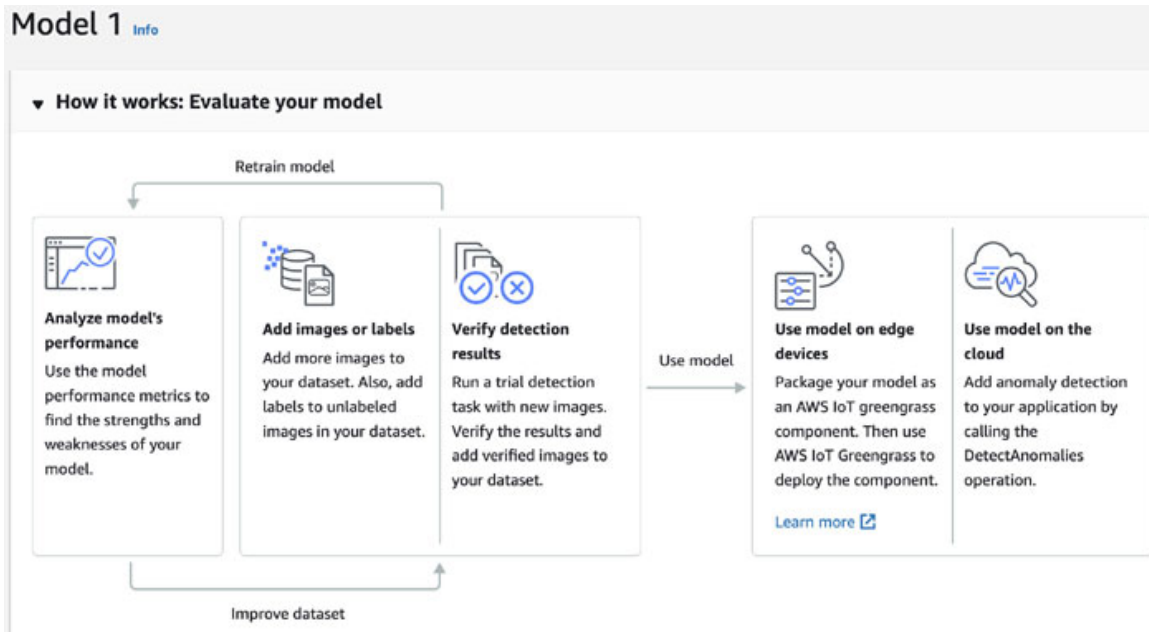 Model 1 Info
▼ How it works: Evaluate your model
Retrain model
Analyze model's
performance
Use the model
performance metrics to
find the strengths and
weaknesses of your
model.
Add images or labels
Add more images to
your dataset. Also, add
labels to unlabeled
images in your dataset.
Verify detection
results
Run a trial detection
task with new images.
Verify the results and
add verified images to
your dataset.
Use model
Use model on edge
devices
Package your model as
an AWS IoT greengrass
component. Then use
AWS IoT Greengrass to
deploy the component.
Learn more
Use model on the
cloud
Add anomaly detection
to your application by
calling the
DetectAnomalies
operation.
Improve dataset